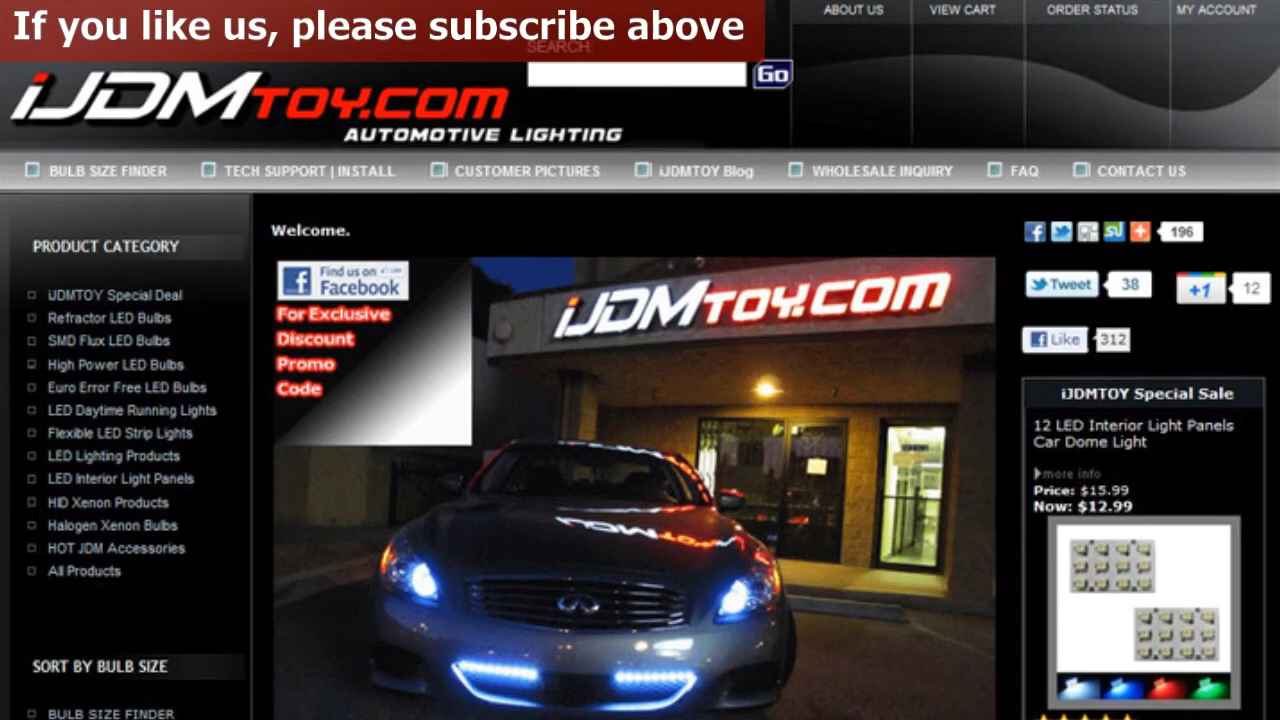 If you like us, please subscribe above
ABOUT US
VIEW CART
ORDER STATUS
MY ACCOUNT
SEARCH:
Go
iJDMTOY.COM
AUTOMOTIVE LIGHTING
BULB SIZE FINDER
TECH SUPPORT | INSTALL
CUSTOMER PICTURES
iJDMTOY Blog
WHOLESALE INQUIRY
FAQ
CONTACT US
PRODUCT CATEGORY
iJDMTOY Special Deal
Refractor LED Bulbs
SMD Flux LED Bulbs
High Power LED Bulbs
Euro Error Free LED Bulbs
LED Daytime Running Lights
Flexible LED Strip Lights
LED Lighting Products
LED Interior Light Panels
HID Xenon Products
Halogen Xenon Bulbs
HOT JDM Accessories
All Products
SORT BY BULB SIZE
BULB SIZE FINDER
Welcome.
Find us on
Facebook
For Exclusive
Discount
Promo
Code
iJDMTOY.COM
196
Tweet
38
+1
12
Like
312
iJDMTOY Special Sale
12 LED Interior Light Panels
Car Dome Light
more info
Price: $15.99
Now: $12.99